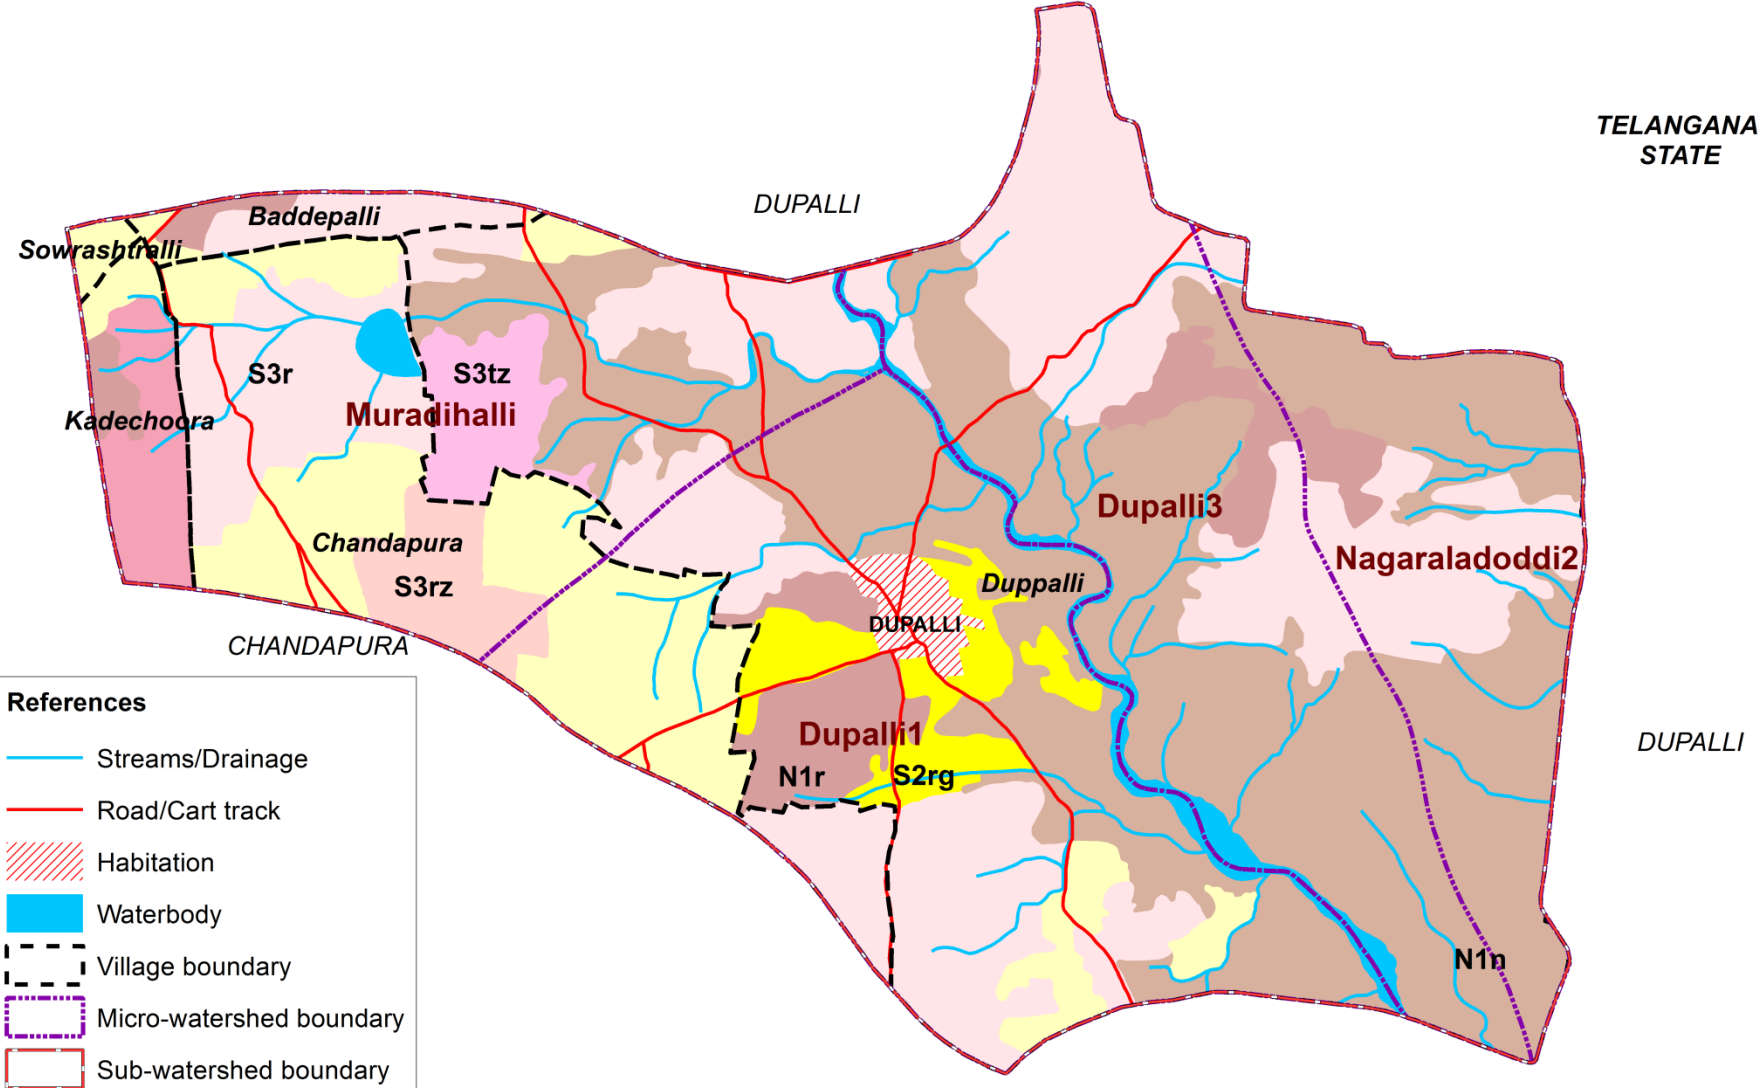 TELANGANA
STATE
DUPALLI
Baddepalli
Sowrashtralli
S3r
S3tz
Muradihalli
Kadechoora
Dupalli3
Chandapura
Nagaraladoddi2
S3rz
Duppalli
DUPALLI
CHANDAPURA
Dupalli1
DUPALLI
N1r
S2rg
N1n
References
Streams/Drainage
Road/Cart track
Habitation
Waterbody
Village boundary
Micro-watershed boundary
Sub-watershed boundary